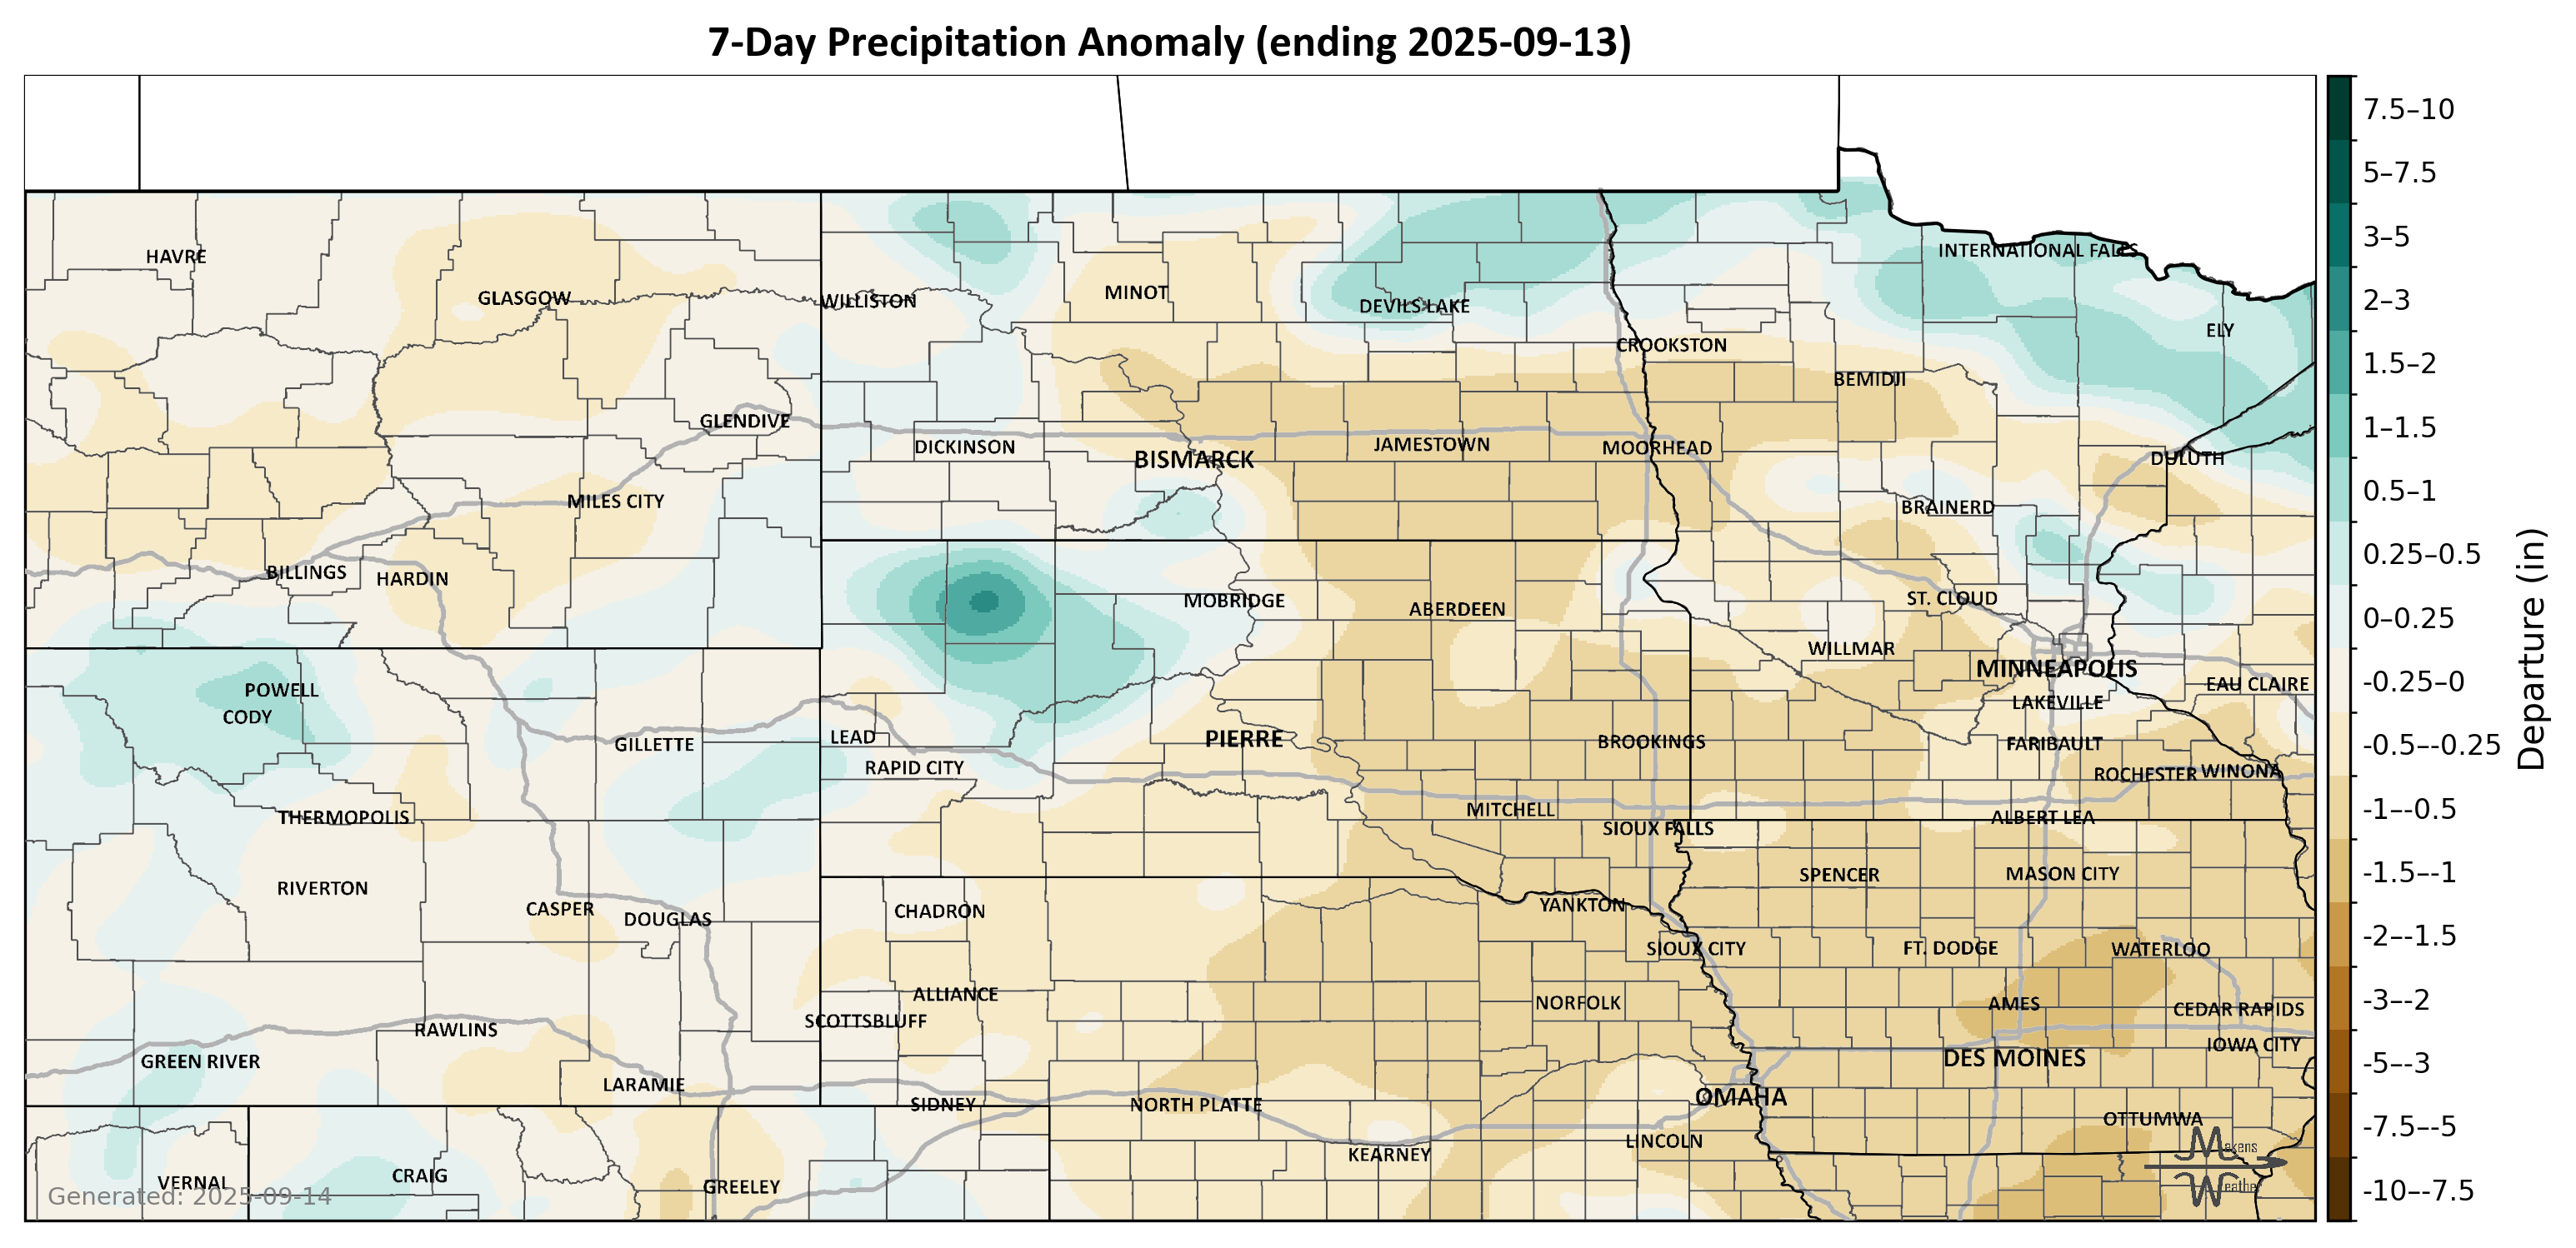 7-Day Precipitation Anomaly (ending 2025-09-13)
7.5–10
5–7.5
3–5
2–3
1.5–2
1–1.5
0.5–1
0.25–0.5
0–0.25
-0.25–0
-0.5–-0.25
-1–-0.5
-1.5–-1
-2–-1.5
-3–-2
-5–-3
-7.5–-5
-10–-7.5
Departure (in)
HAVRE
INTERNATIONAL FALLS
GLASGOW
WILLISTON
MINOT
DEVILS LAKE
ELY
CROOKSTON
BEMIDJI
GLENDIVE
DICKINSON
BISMARCK
JAMESTOWN
MOORHEAD
DULUTH
MILES CITY
BRAINERD
BILLINGS
HARDIN
MOBRIDGE
ABERDEEN
ST. CLOUD
WILLMAR
MINNEAPOLIS
POWELL
CODY
EAU CLAIRE
LAKEVILLE
GILLETTE
LEAD
PIERRE
BROOKINGS
FARIBAULT
RAPID CITY
ROCHESTER
WINONA
THERMOPOLIS
MITCHELL
SIOUX FALLS
ALBERT LEA
RIVERTON
SPENCER
MASON CITY
CASPER
DOUGLAS
CHADRON
YANKTON
SIOUX CITY
FT. DODGE
WATERLOO
ALLIANCE
NORFOLK
AMES
CEDAR RAPIDS
SCOTTSBLUFF
RAWLINS
IOWA CITY
GREEN RIVER
DES MOINES
LARAMIE
SIDNEY
NORTH PLATTE
OMAHA
OTTUMWA
LINCOLN
KEARNEY
VERNAL
CRAIG
GREELEY
Makens
Weather
Generated: 2025-09-14